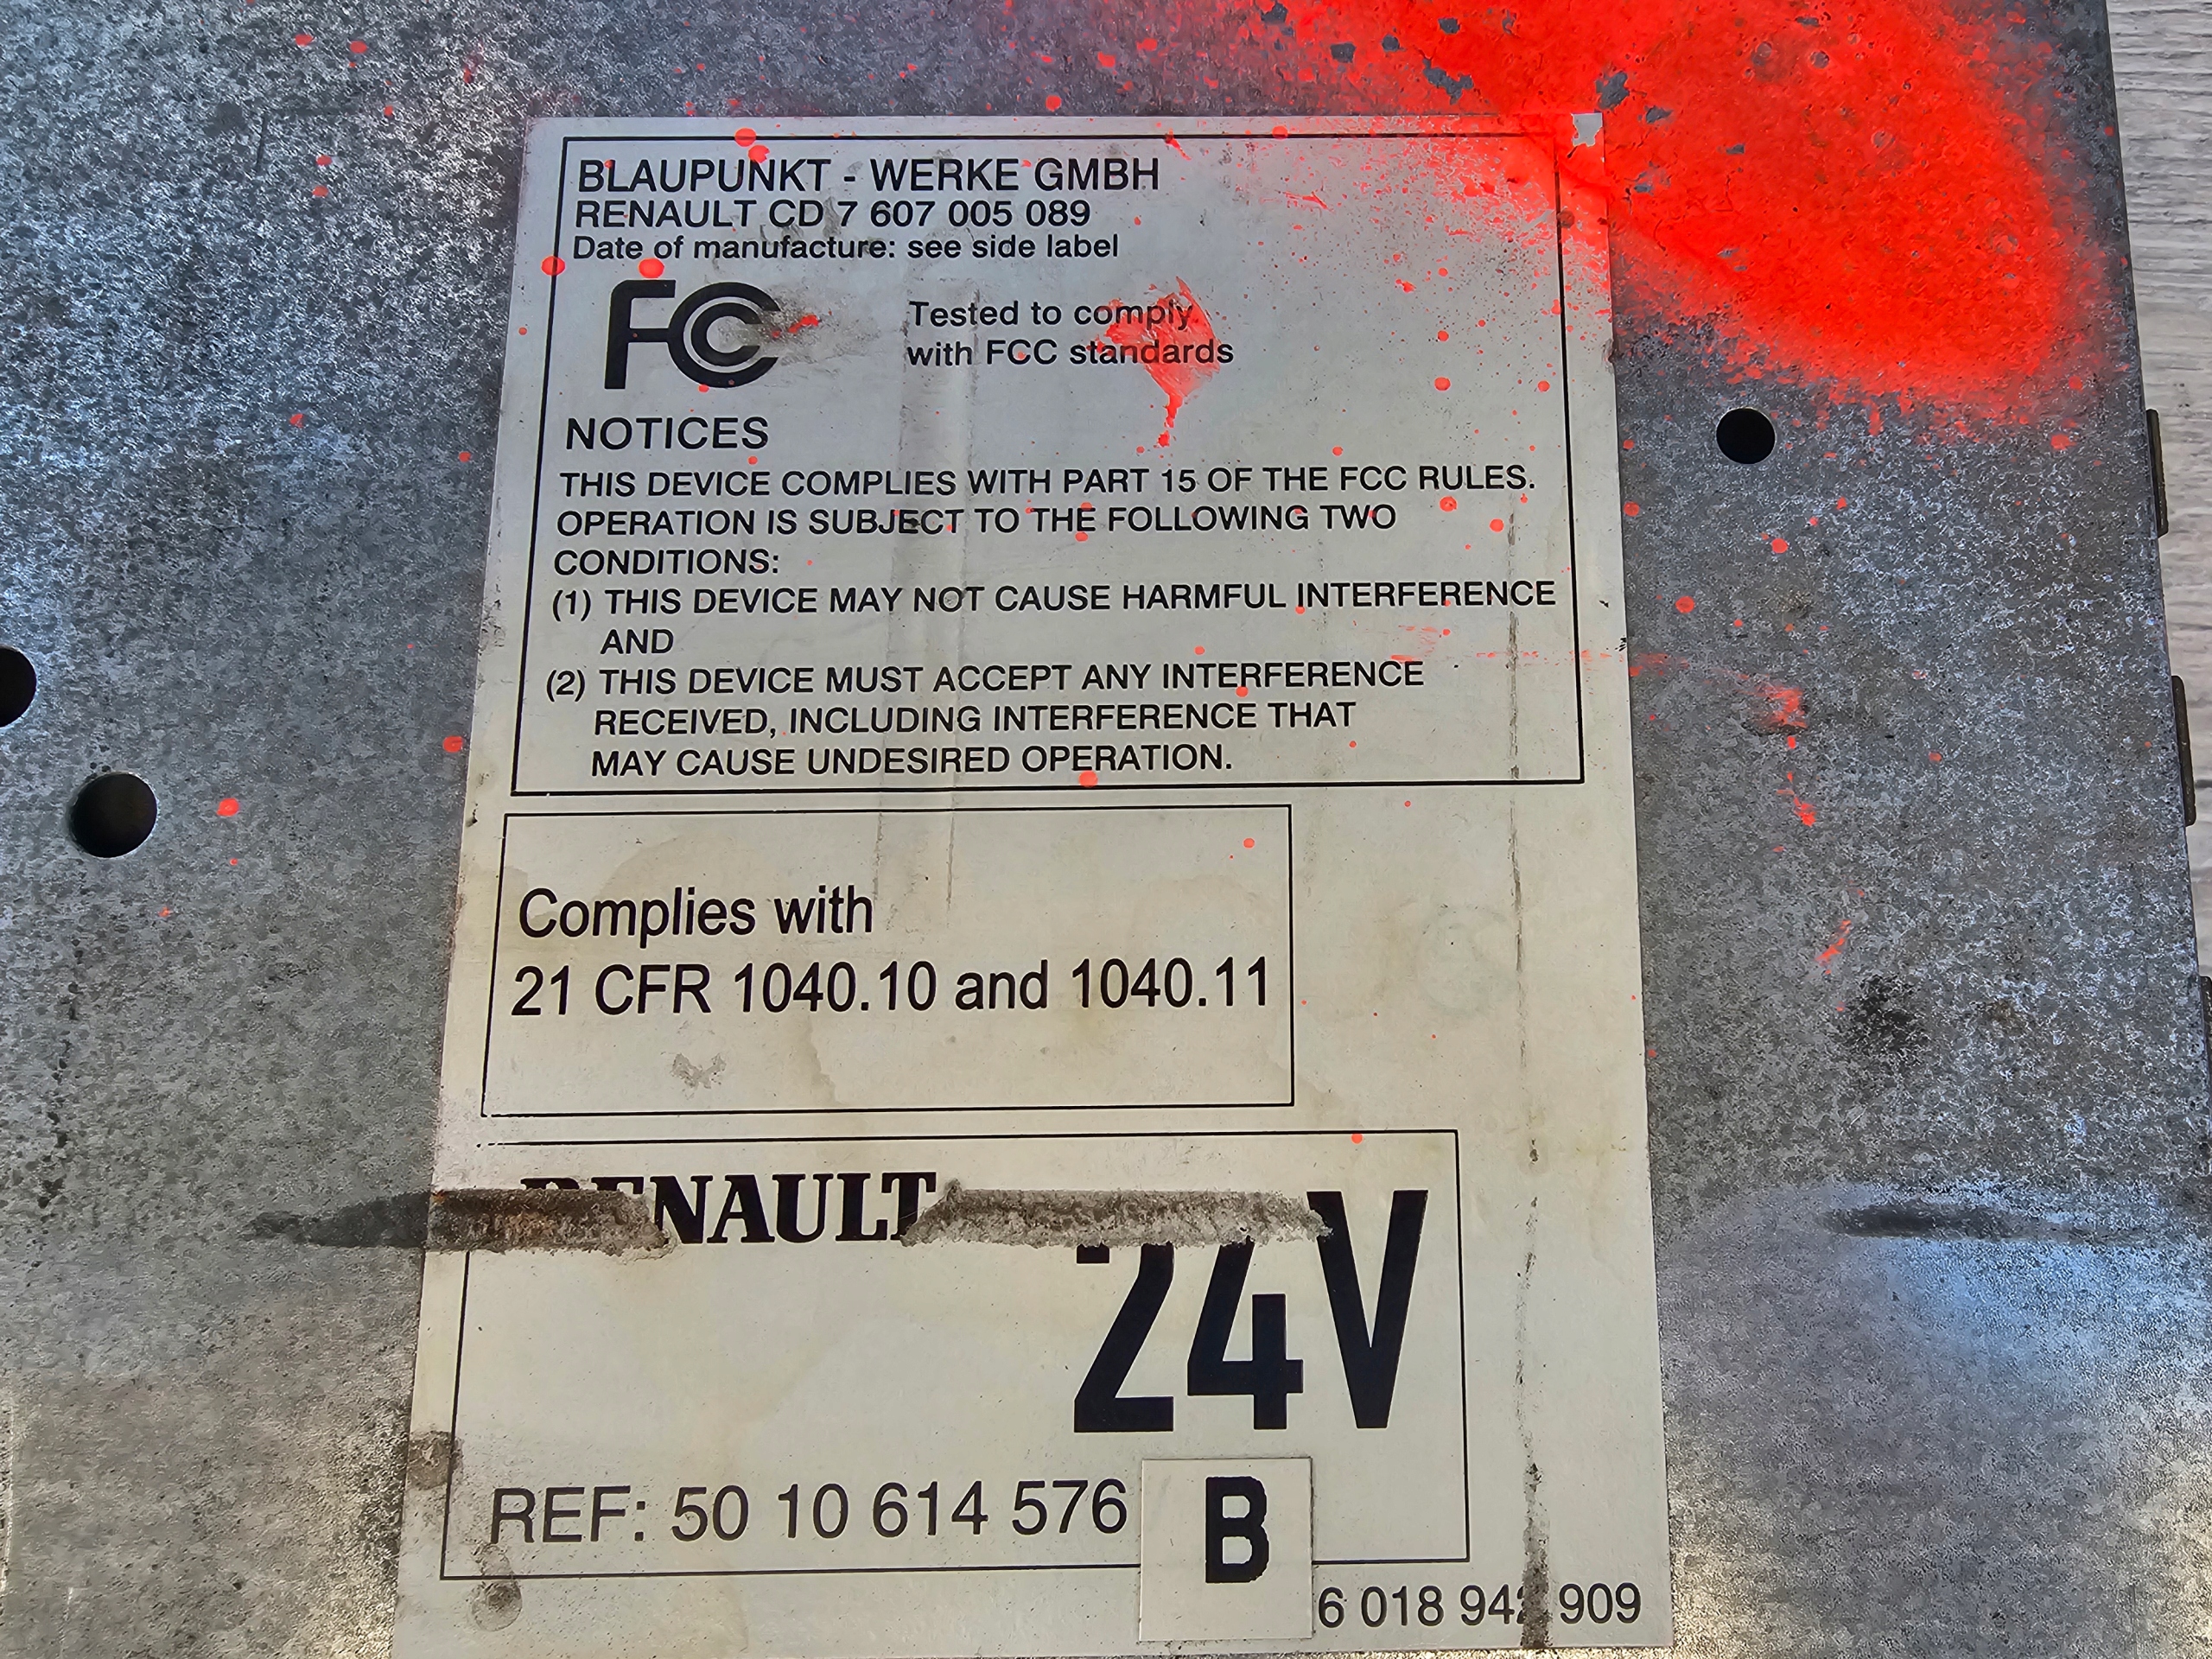 BLAUPUNKT - WERKE GMBH
RENAULT CD 7 607 005 089
Date of manufacture: see side label
FC
Tested to comply
with FCC standards
NOTICES
THIS DEVICE COMPLIES WITH PART 15 OF THE FCC RULES.
OPERATION IS SUBJECT TO THE FOLLOWING TWO
CONDITIONS:
(1) THIS DEVICE MAY NOT CAUSE HARMFUL INTERFERENCE
AND
(2) THIS DEVICE MUST ACCEPT ANY INTERFERENCE
RECEIVED, INCLUDING INTERFERENCE THAT
MAY CAUSE UNDESIRED OPERATION.
Complies with
21 CFR 1040.10 and 1040.11
RENAULT
24V
REF: 50 10 614 576
B
6 018 909